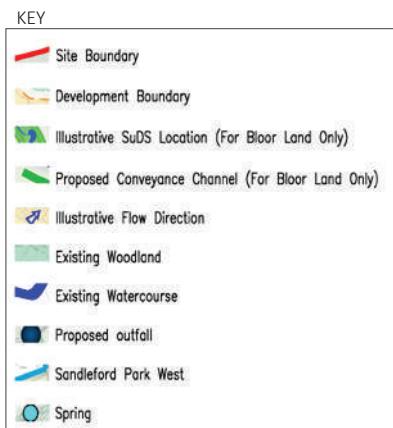 KEY
Site Boundary
Development Boundary
Illustrative SuDS Location (For Bloor Land Only)
Proposed Conveyance Channel (For Bloor Land Only)
Illustrative Flow Direction
Existing Woodland
Existing Watercourse
Proposed outfall
Sandleford Park West
Spring